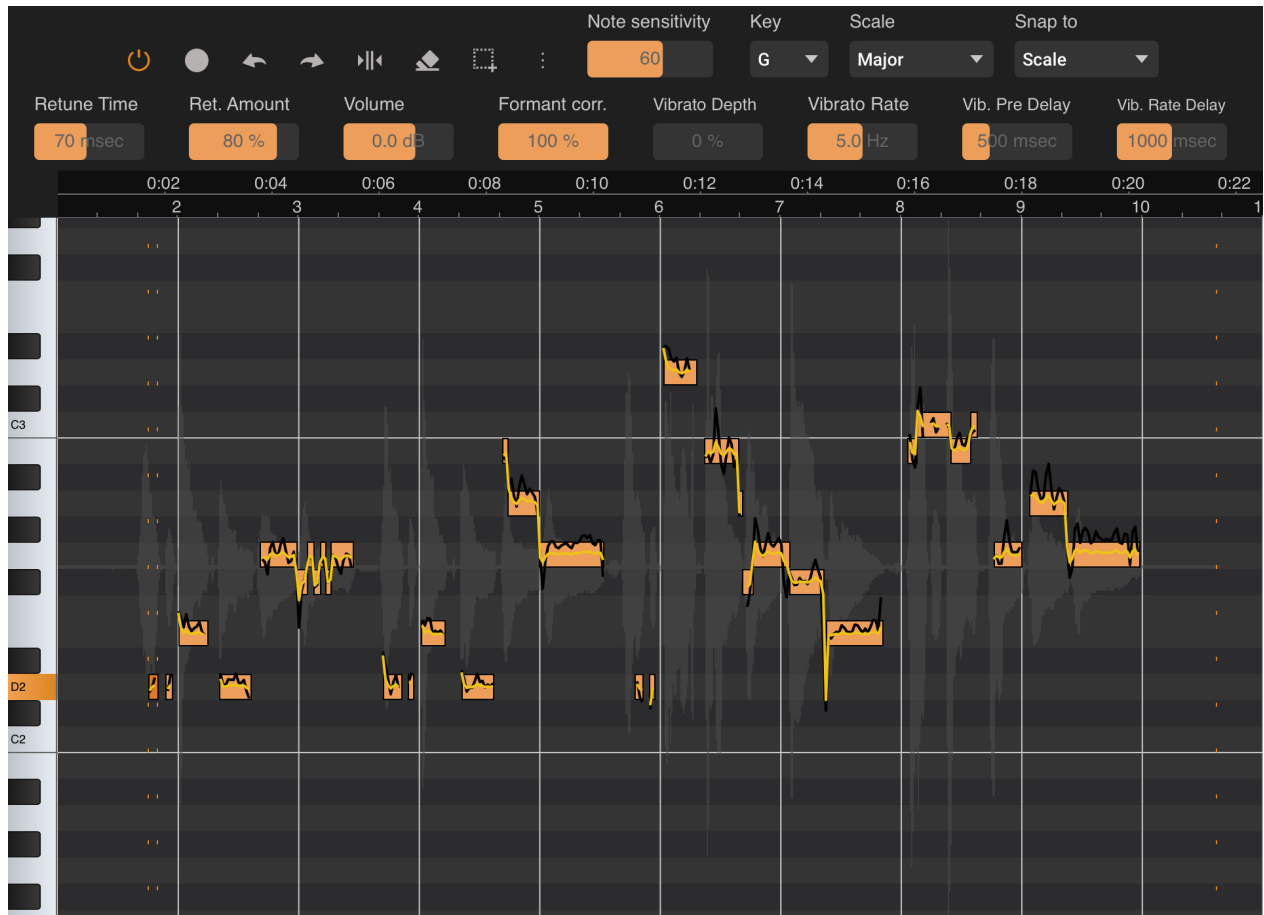 Note sensitivity Key Scale Snap to
60 G Major Scale
Retune Time Ret. Amount Volume Formant corr. Vibrato Depth Vibrato Rate Vib. Pre Delay Vib. Rate Delay
70 msec 80 % 0.0 dB 100 % 0 % 5.0 Hz 500 msec 1000 msec
0:02 0:04 0:06 0:08 0:10 0:12 0:14 0:16 0:18 0:20 0:22
2 3 4 5 6 7 8 9 10 1
C3
D2
C2